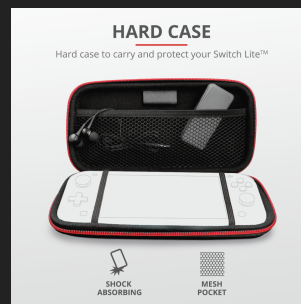 HARD CASE
Hard case to carry and protect your Switch Lite™
SHOCK
ABSORBING
MESH
POCKET